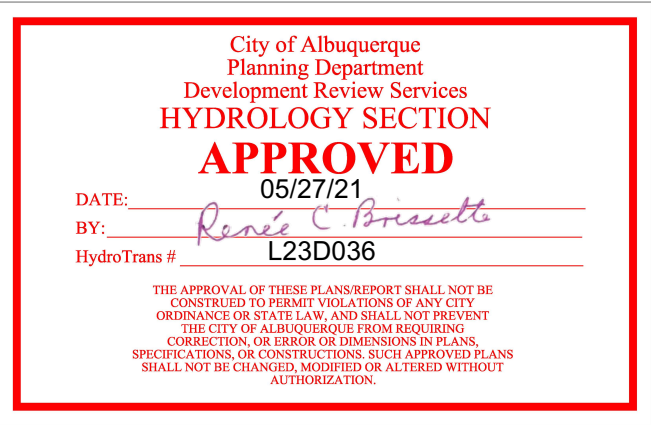 City of Albuquerque
Planning Department
Development Review Services
HYDROLOGY SECTION
APPROVED
DATE: 05/27/21
BY: Renée C. Brissette
HydroTrans # L23D036
THE APPROVAL OF THESE PLANS/REPORT SHALL NOT BE
CONSTRUED TO PERMIT VIOLATIONS OF ANY CITY
ORDINANCE OR STATE LAW, AND SHALL NOT PREVENT
THE CITY OF ALBUQUERQUE FROM REQUIRING
CORRECTION, OR ERROR OR DIMENSIONS IN PLANS,
SPECIFICATIONS, OR CONSTRUCTIONS. SUCH APPROVED PLANS
SHALL NOT BE CHANGED, MODIFIED OR ALTERED WITHOUT
AUTHORIZATION.